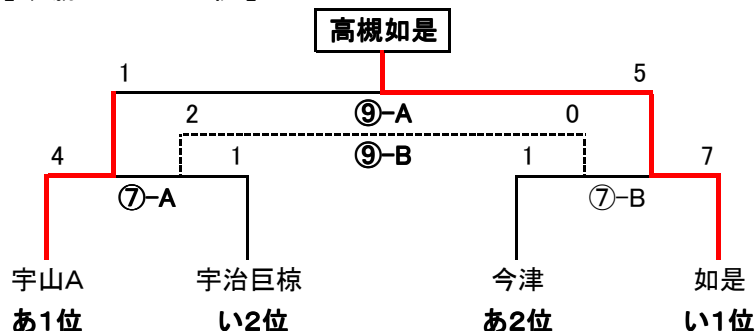 高槻如是
1 5
2 ⑨-A 0
4 1 ⑨-B 1 7
⑦-A ⑦-B
宇山A 宇治巨椋 今津 如是
あ1位 い2位 あ2位 い1位